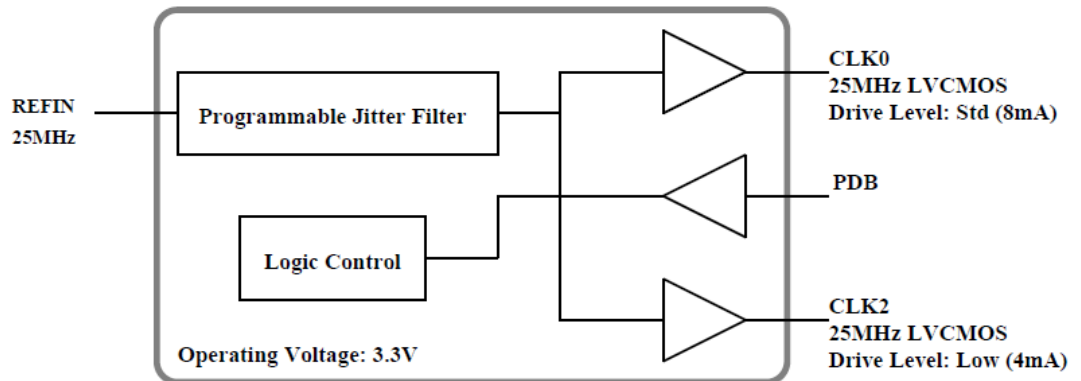 REFIN
25MHz
Programmable Jitter Filter
Logic Control
Operating Voltage: 3.3V
CLK0
25MHz LVCMOS
Drive Level: Std (8mA)
PDB
CLK2
25MHz LVCMOS
Drive Level: Low (4mA)